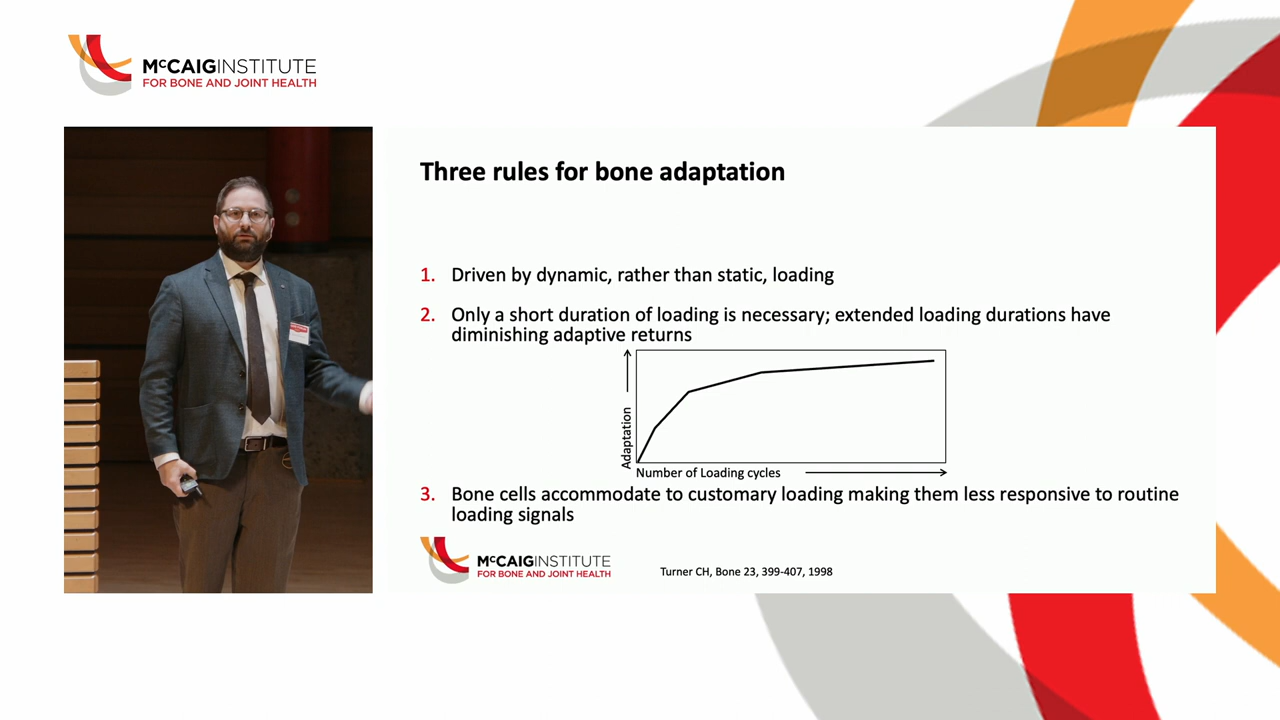 McCAIGINSTITUTE
FOR BONE AND JOINT HEALTH
Three rules for bone adaptation
1. Driven by dynamic, rather than static, loading
2. Only a short duration of loading is necessary; extended loading durations have
diminishing adaptive returns
Adaptation
Number of Loading cycles
3. Bone cells accommodate to customary loading making them less responsive to routine
loading signals
McCAIGINSTITUTE
FOR BONE AND JOINT HEALTH
Turner CH, Bone 23, 399-407, 1998